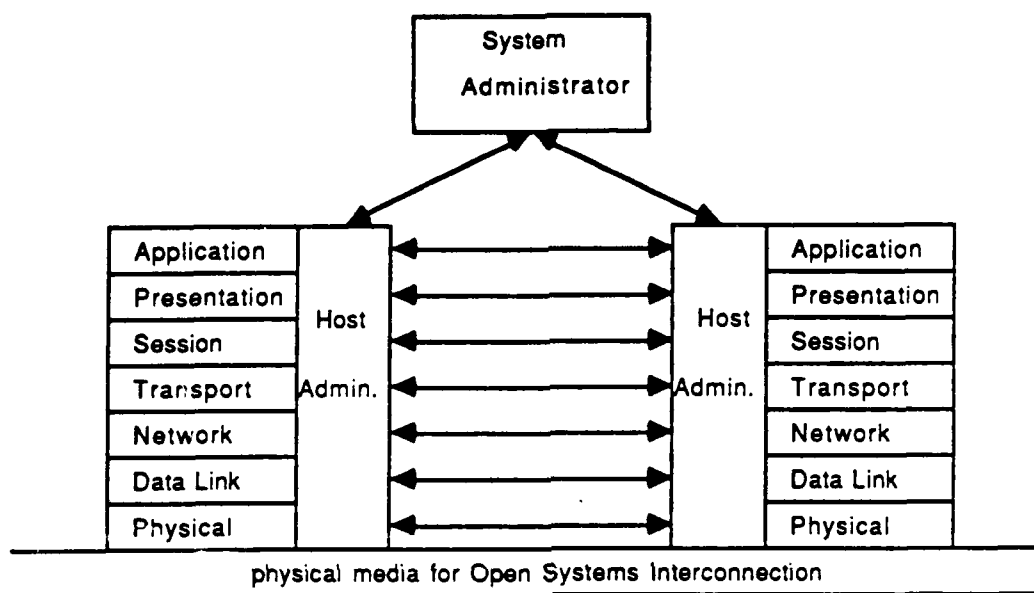 System
Administrator
Application
Presentation
Session
Transport
Network
Data Link
Physical
Host
Admin.
Host
Admin.
Application
Presentation
Session
Transport
Network
Data Link
Physical
physical media for Open Systems Interconnection